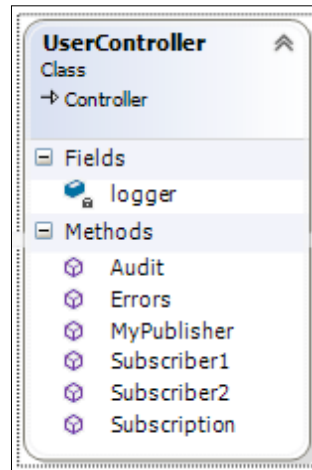 UserController
Class
Controller
Fields
logger
Methods
Audit
Errors
MyPublisher
Subscriber1
Subscriber2
Subscription